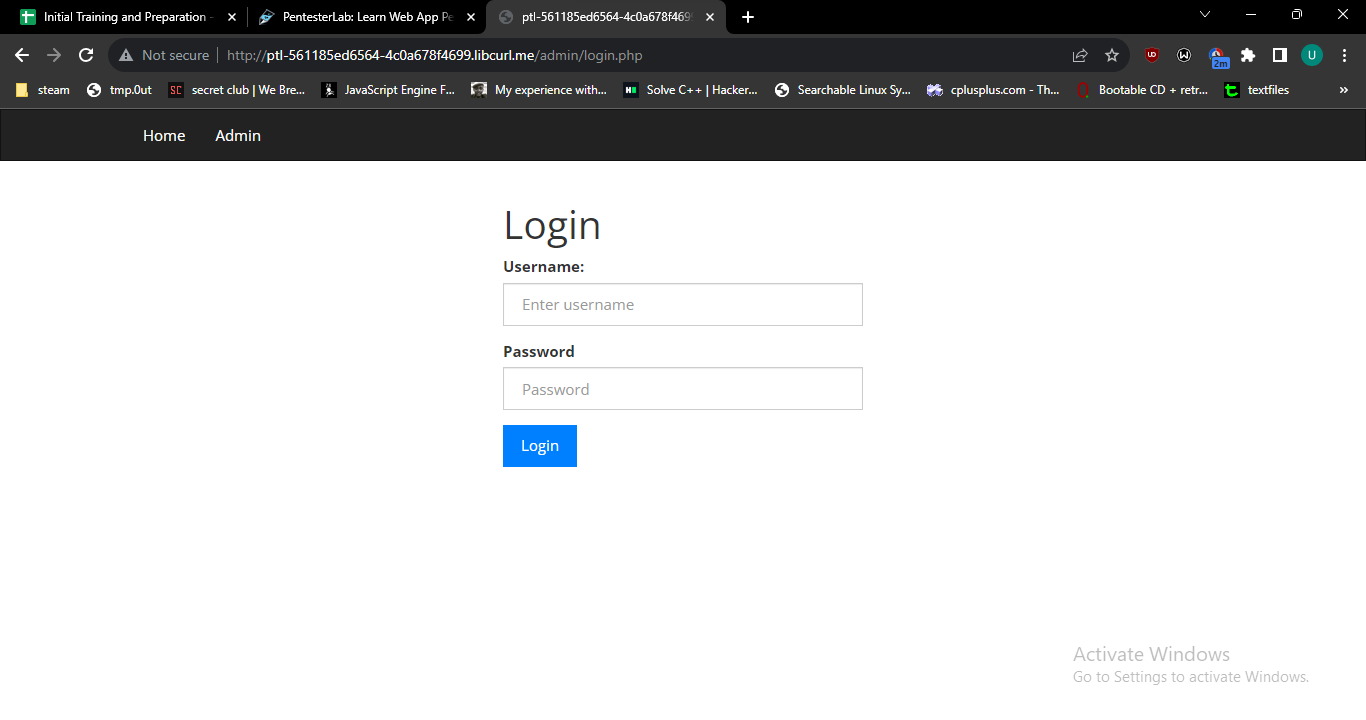 Initial Training and Preparation -
PentesterLab: Learn Web App Pe
ptl-561185ed6564-4c0a678f469
Not secure
http://ptl-561185ed6564-4c0a678f4699.libcurl.me/admin/login.php
UD
W
2m
U
steam
tmp.0ut
SC
secret club | We Bre...
JavaScript Engine F...
My experience with...
H
Solve C++ | Hacker...
Searchable Linux Sy...
cplusplus.com - Th...
Bootable CD + retr...
t
textfiles
»
Home
Admin
Login
Username:
Enter username
Password
Password
Login
Activate Windows
Go to Settings to activate Windows.